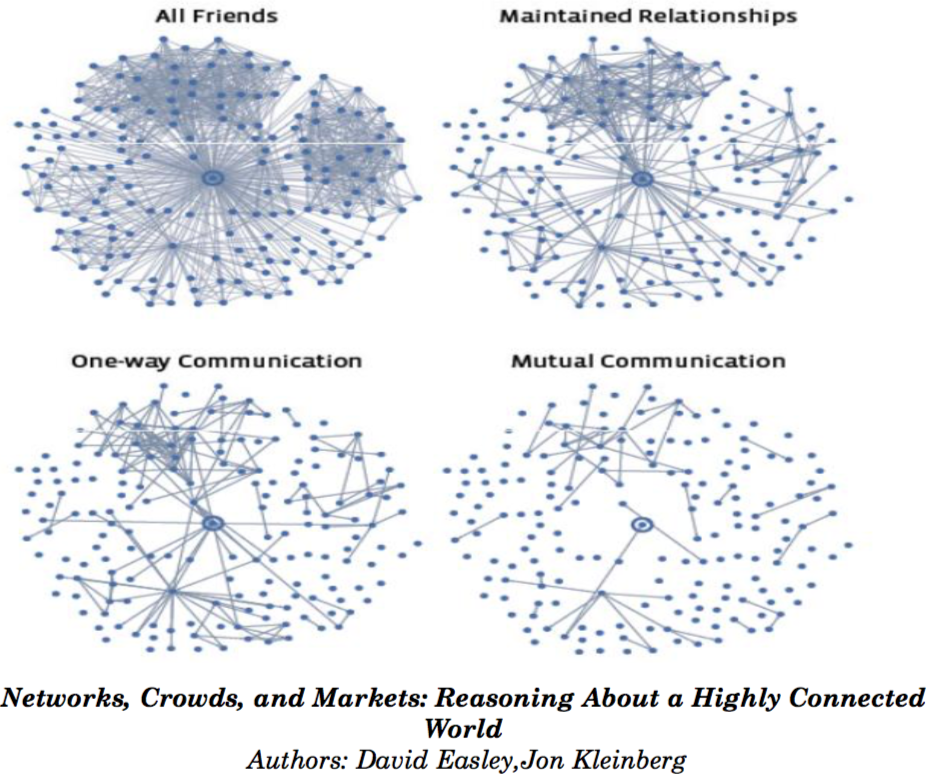 All Friends
Maintained Relationships
One-way Communication
Mutual Communication
Networks, Crowds, and Markets: Reasoning About a Highly Connected
World
Authors: David Easley,Jon Kleinberg